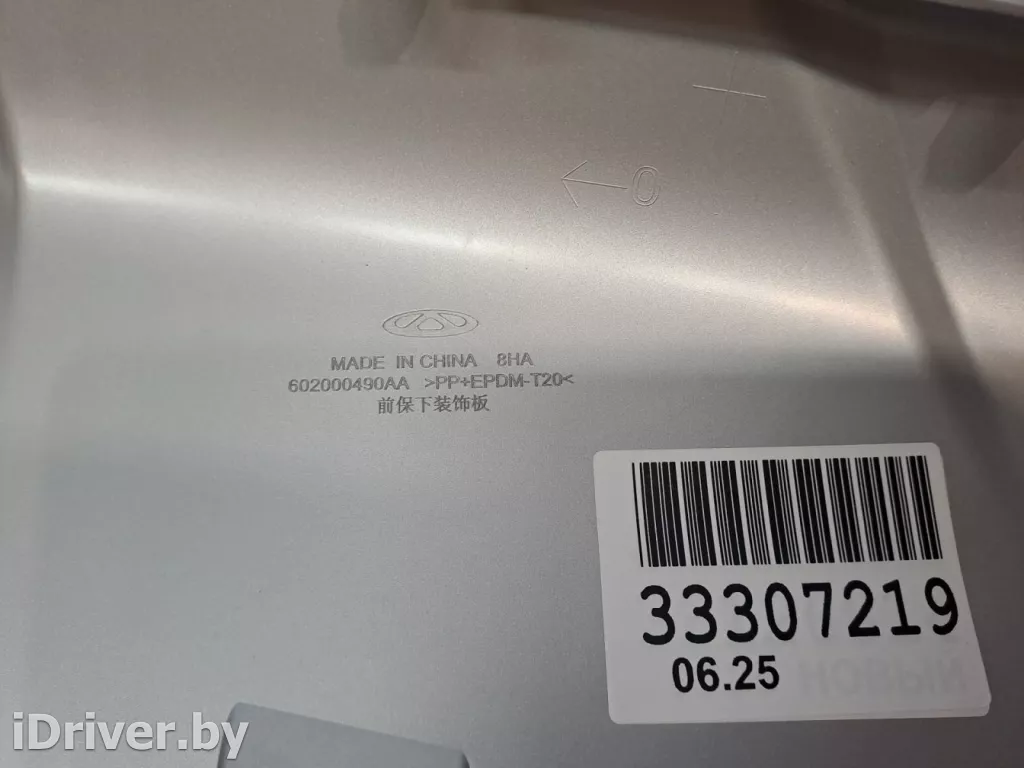 0
MADE IN CHINA 8HA
602000490AA >PP+EPDM-T20<
前保下装饰板
33307219
06.25
iDriver.by